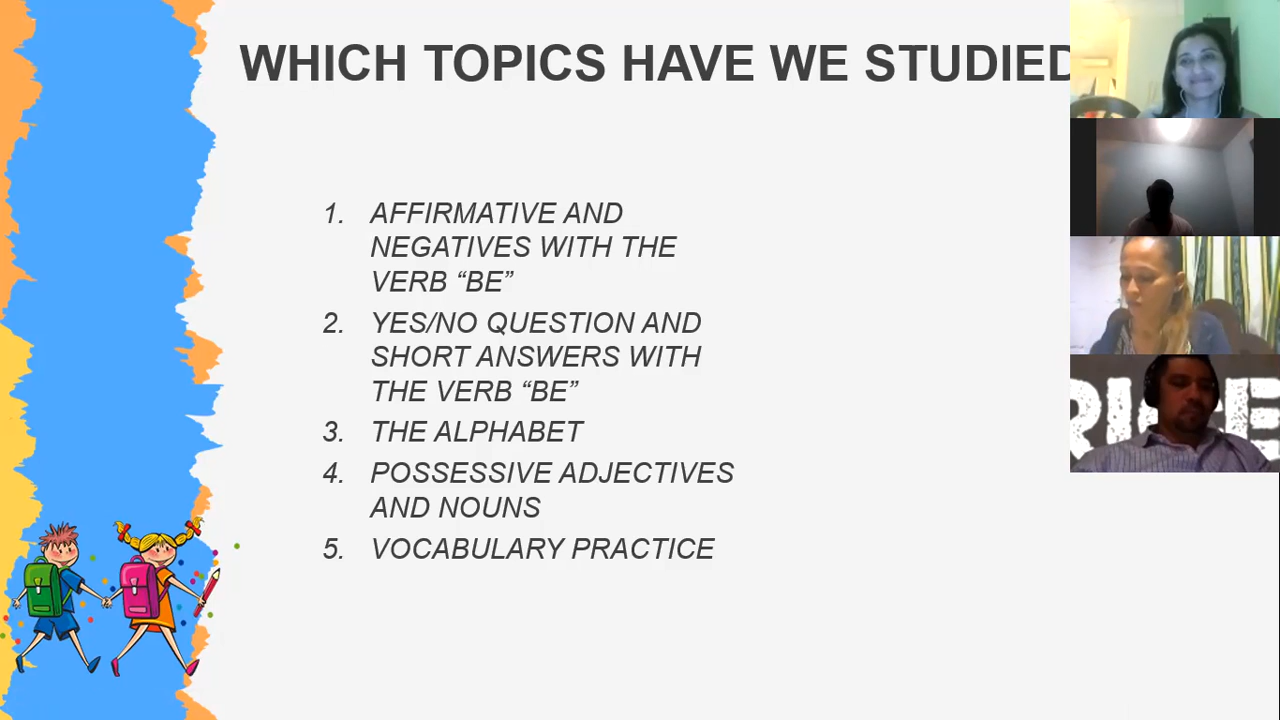 WHICH TOPICS HAVE WE STUDIED
1. AFFIRMATIVE AND
NEGATIVES WITH THE
VERB “BE”
2. YES/NO QUESTION AND
SHORT ANSWERS WITH
THE VERB “BE”
3. THE ALPHABET
4. POSSESSIVE ADJECTIVES
AND NOUNS
5. VOCABULARY PRACTICE